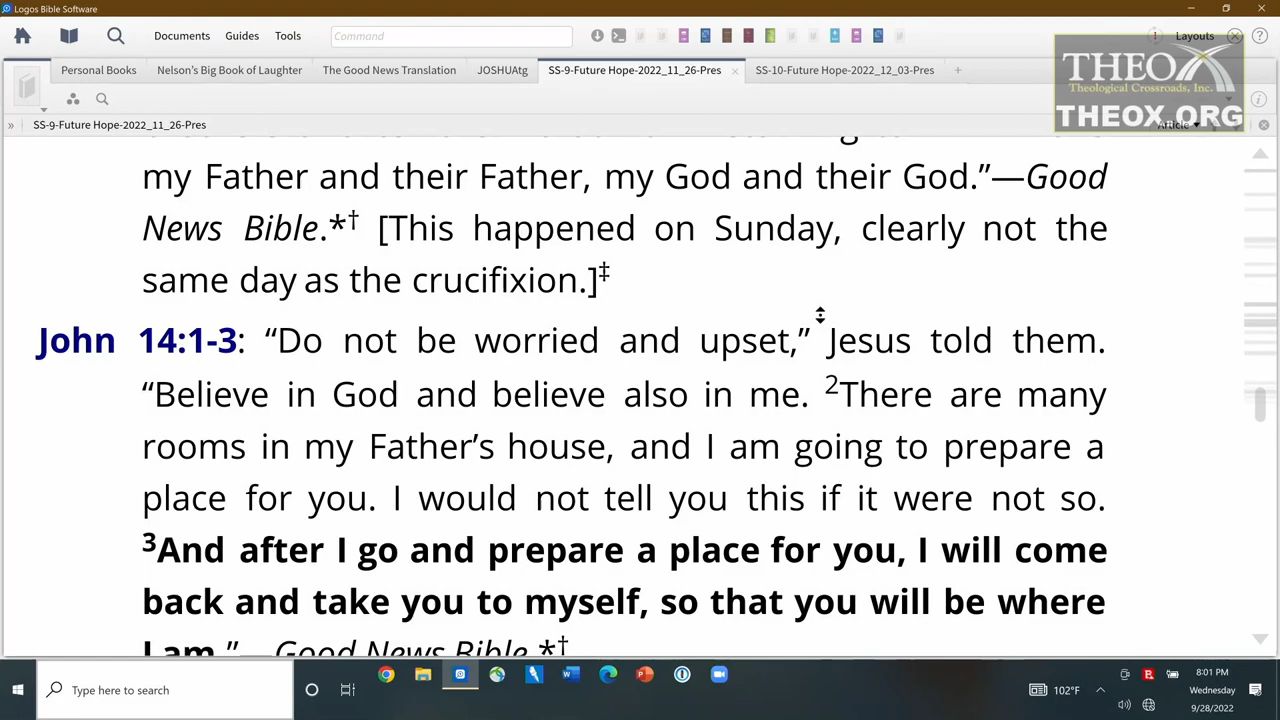 Logos Bible Software
Documents Guides Tools Command Layouts
Personal Books Nelson's Big Book of Laughter The Good News Translation JOSHUAtg SS-9-Future Hope-2022_11_26-Pres SS-10-Future Hope-2022_12_03-Pres
THEOX
Theological Crossroads, Inc.
THEOX.ORG
SS-9-Future Hope-2022_11_26-Pres Article
my Father and their Father, my God and their God.”—Good
News Bible.*† [This happened on Sunday, clearly not the
same day as the crucifixion.]‡
John 14:1-3: “Do not be worried and upset,” Jesus told them.
“Believe in God and believe also in me. 2There are many
rooms in my Father’s house, and I am going to prepare a
place for you. I would not tell you this if it were not so.
3And after I go and prepare a place for you, I will come
back and take you to myself, so that you will be where
I am.”—Good News Bible.*†
Type here to search
102°F
8:01 PM
Wednesday
9/28/2022